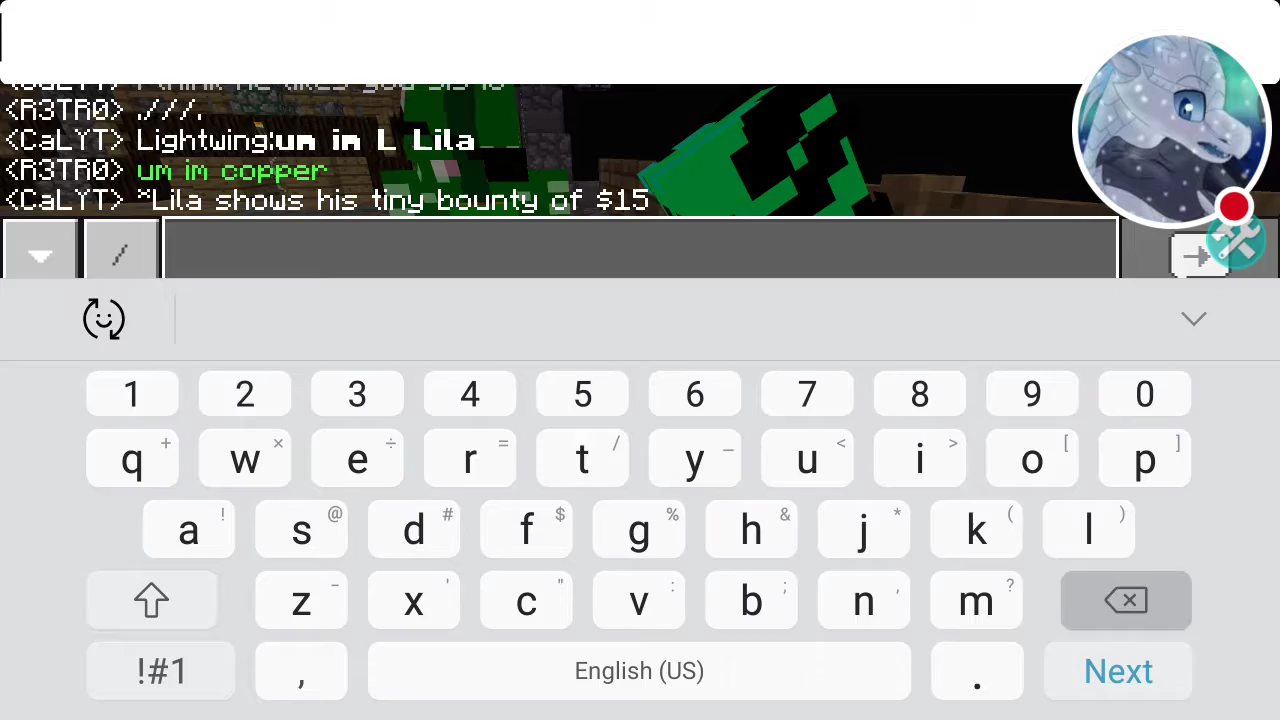 <R3TR0> .///.
<CaLYT> Lightwing:um in L Lila
<R3TR0> um im copper
<CaLYT> *Lila shows his tiny bounty of $15
/
1 2 3 4 5 6 7 8 9 0
q + w × e ÷ r = t / y _ u < i > o [ p ]
a ! s @ d # f $ g % h & j * k ( l )
z - x ' c " v : b ; n , m ?
!#1 , English (US) . Next